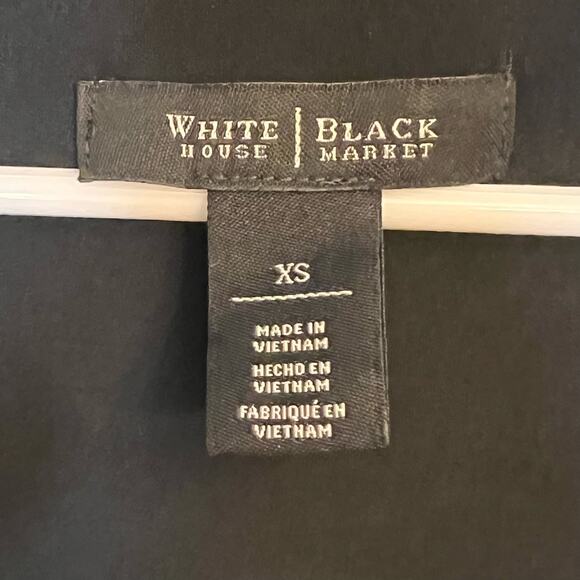 WHITE | BLACK
HOUSE | MARKET
XS
MADE IN
VIETNAM
HECHO EN
VIETNAM
FABRIQUÉ EN
VIETNAM